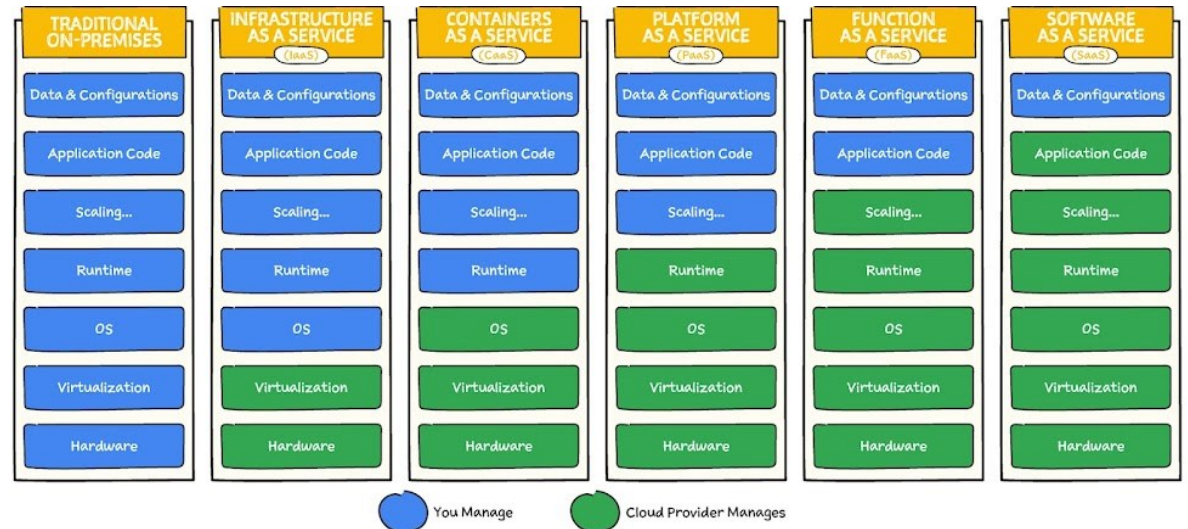 TRADITIONAL
ON-PREMISES
Data & Configurations
Application Code
Scaling...
Runtime
OS
Virtualization
Hardware
INFRASTRUCTURE
AS A SERVICE
(IaaS)
Data & Configurations
Application Code
Scaling...
Runtime
OS
Virtualization
Hardware
CONTAINERS
AS A SERVICE
(CaaS)
Data & Configurations
Application Code
Scaling...
Runtime
OS
Virtualization
Hardware
PLATFORM
AS A SERVICE
(PaaS)
Data & Configurations
Application Code
Scaling...
Runtime
OS
Virtualization
Hardware
FUNCTION
AS A SERVICE
(FaaS)
Data & Configurations
Application Code
Scaling...
Runtime
OS
Virtualization
Hardware
SOFTWARE
AS A SERVICE
(SaaS)
Data & Configurations
Application Code
Scaling...
Runtime
OS
Virtualization
Hardware
You Manage
Cloud Provider Manages